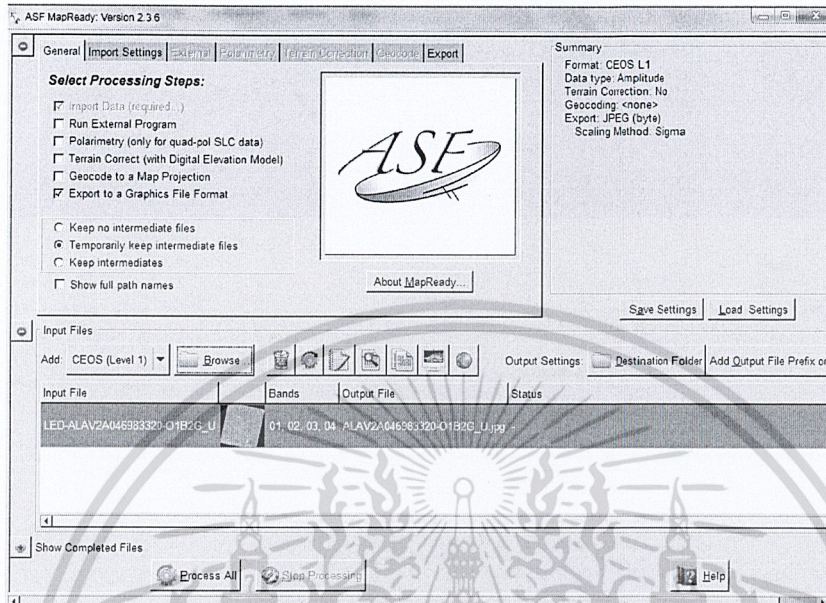 ASF MapReady: Version 2.3.6
General Import Settings External Polarimetry Terrain Correction Geocode Export
Select Processing Steps:
Import Data (required...)
Run External Program
Polarimetry (only for quad-pol SLC data)
Terrain Correct (with Digital Elevation Model)
Geocode to a Map Projection
Export to a Graphics File Format
Keep no intermediate files
Temporarily keep intermediate files
Keep intermediates
Show full path names
ASF
About MapReady...
Summary
Format: CEOS L1
Data type: Amplitude
Terrain Correction: No
Geocoding: <none>
Export: JPEG (byte)
Scaling Method: Sigma
Save Settings Load Settings
Input Files
Add: CEOS (Level 1) Browse... Output Settings: Destination Folder Add Output File Prefix or
Input File Bands Output File Status
LED-ALAV2A046983320-O1B2G_U 01, 02, 03, 04 ALAV2A046983320-O1B2G_U.jpg -
Show Completed Files
Process All Stop Processing Help